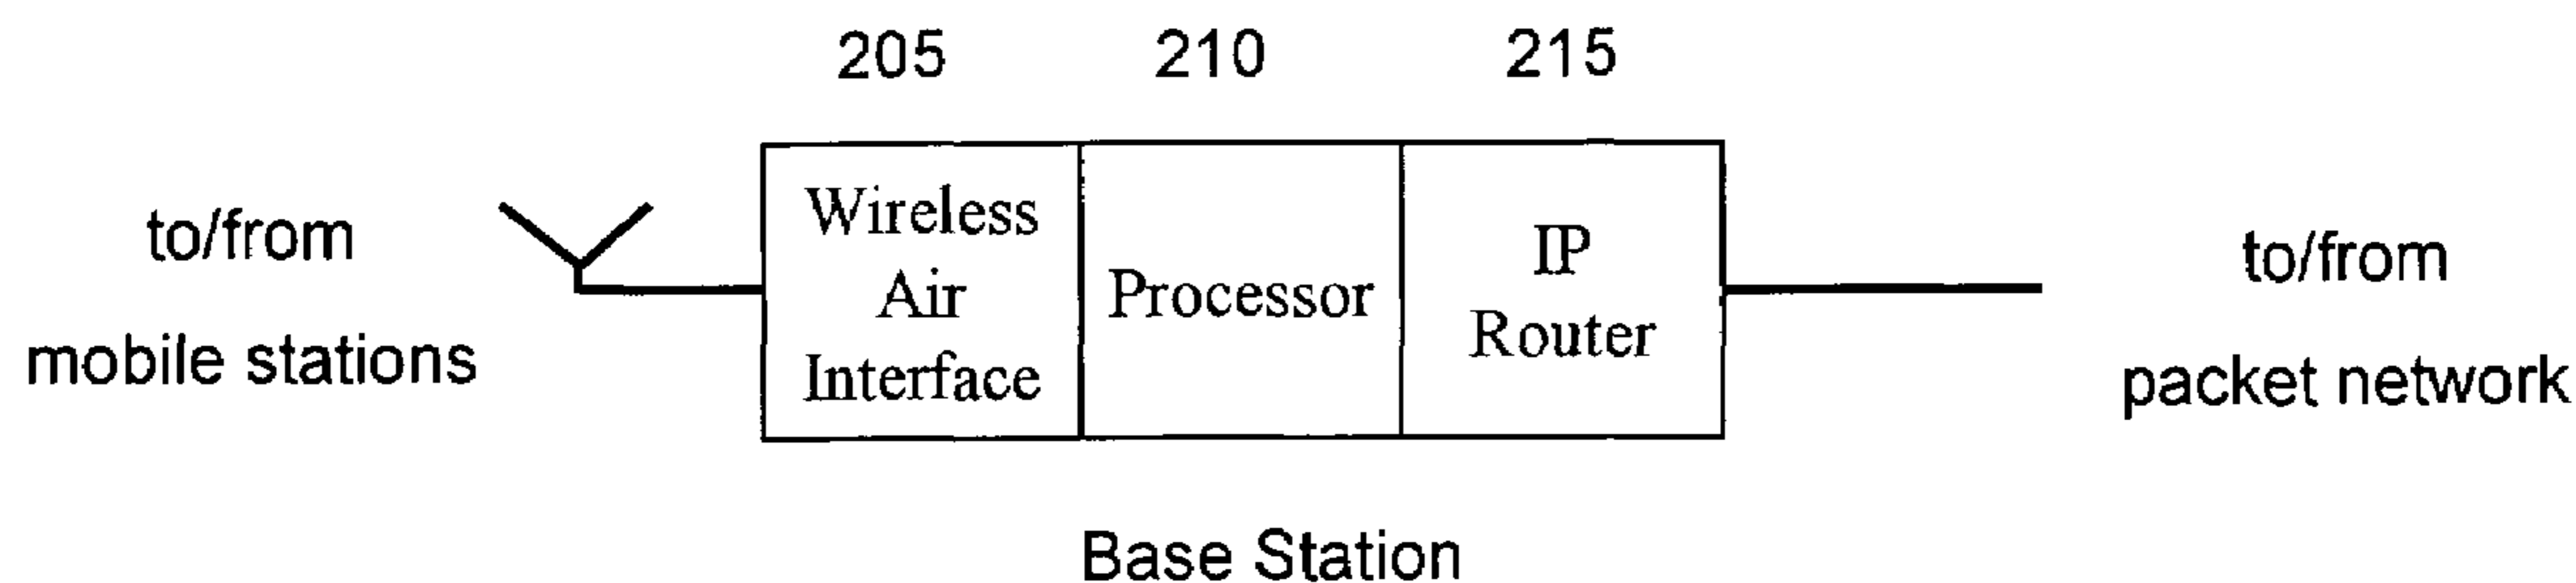 205
210
215
to/from
mobile stations
Wireless
Air
Interface
Processor
IP
Router
to/from
packet network
Base Station